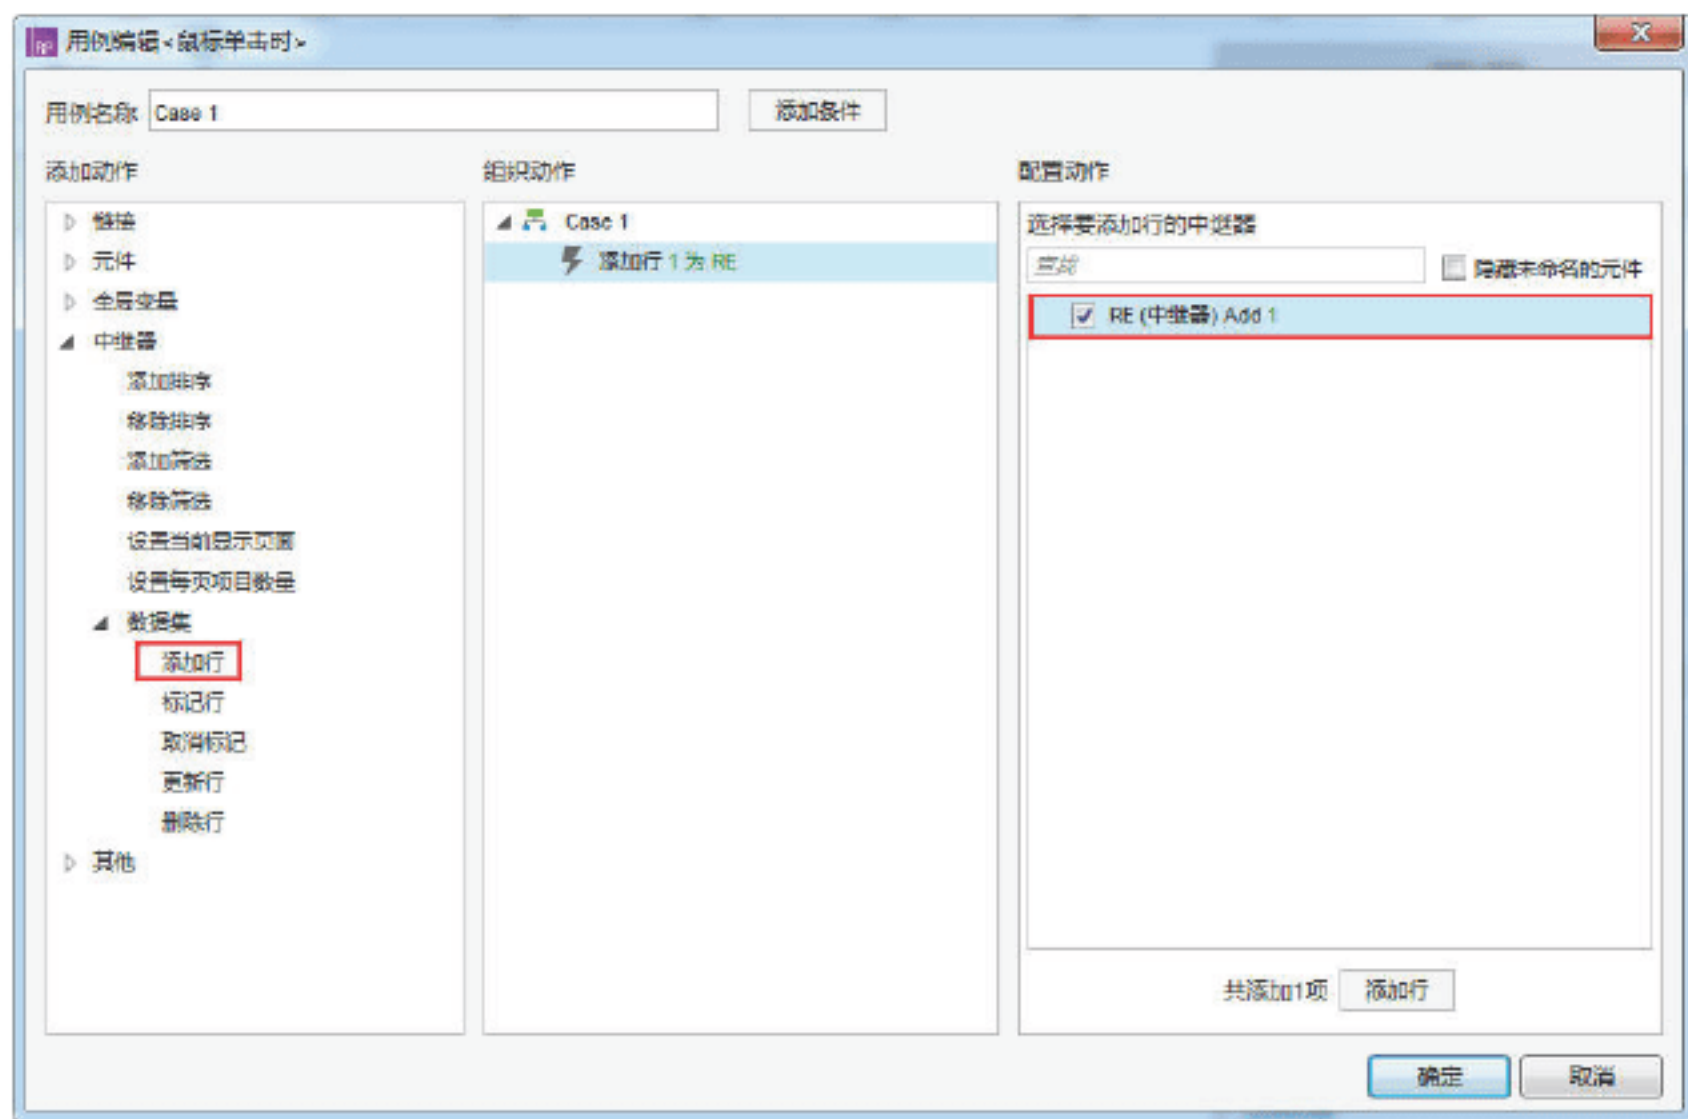 用例编辑<鼠标单击时>
用例名称 Case 1 添加条件
添加动作
链接
元件
全局变量
中继器
添加排序
移除排序
添加筛选
移除筛选
设置当前显示页面
设置每页项目数量
数据集
添加行
标记行
取消标记
更新行
删除行
其他
组织动作
Case 1
添加行 1 为 RE
配置动作
选择要添加行的中继器
查找 隐藏未命名的元件
RE (中继器) Add 1
共添加1项 添加行
确定 取消